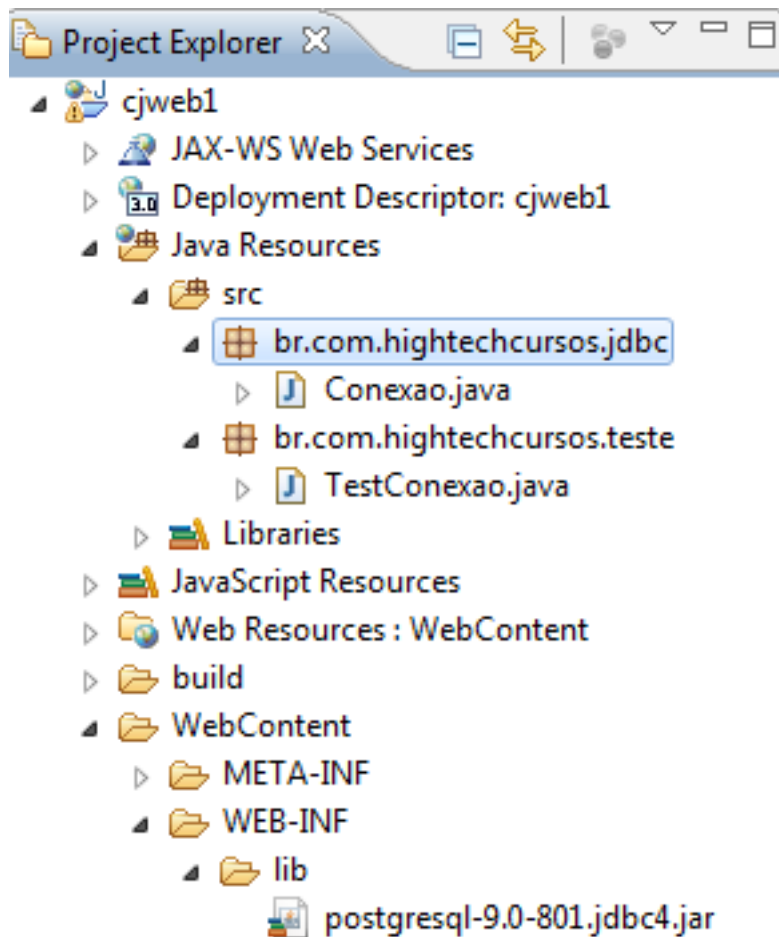 Project Explorer
cjweb1
JAX-WS Web Services
3.0 Deployment Descriptor: cjweb1
Java Resources
src
br.com.hightechcursos.jdbc
J Conexao.java
br.com.hightechcursos.teste
J TestConexao.java
Libraries
JavaScript Resources
Web Resources : WebContent
build
WebContent
META-INF
WEB-INF
lib
postgresql-9.0-801.jdbc4.jar